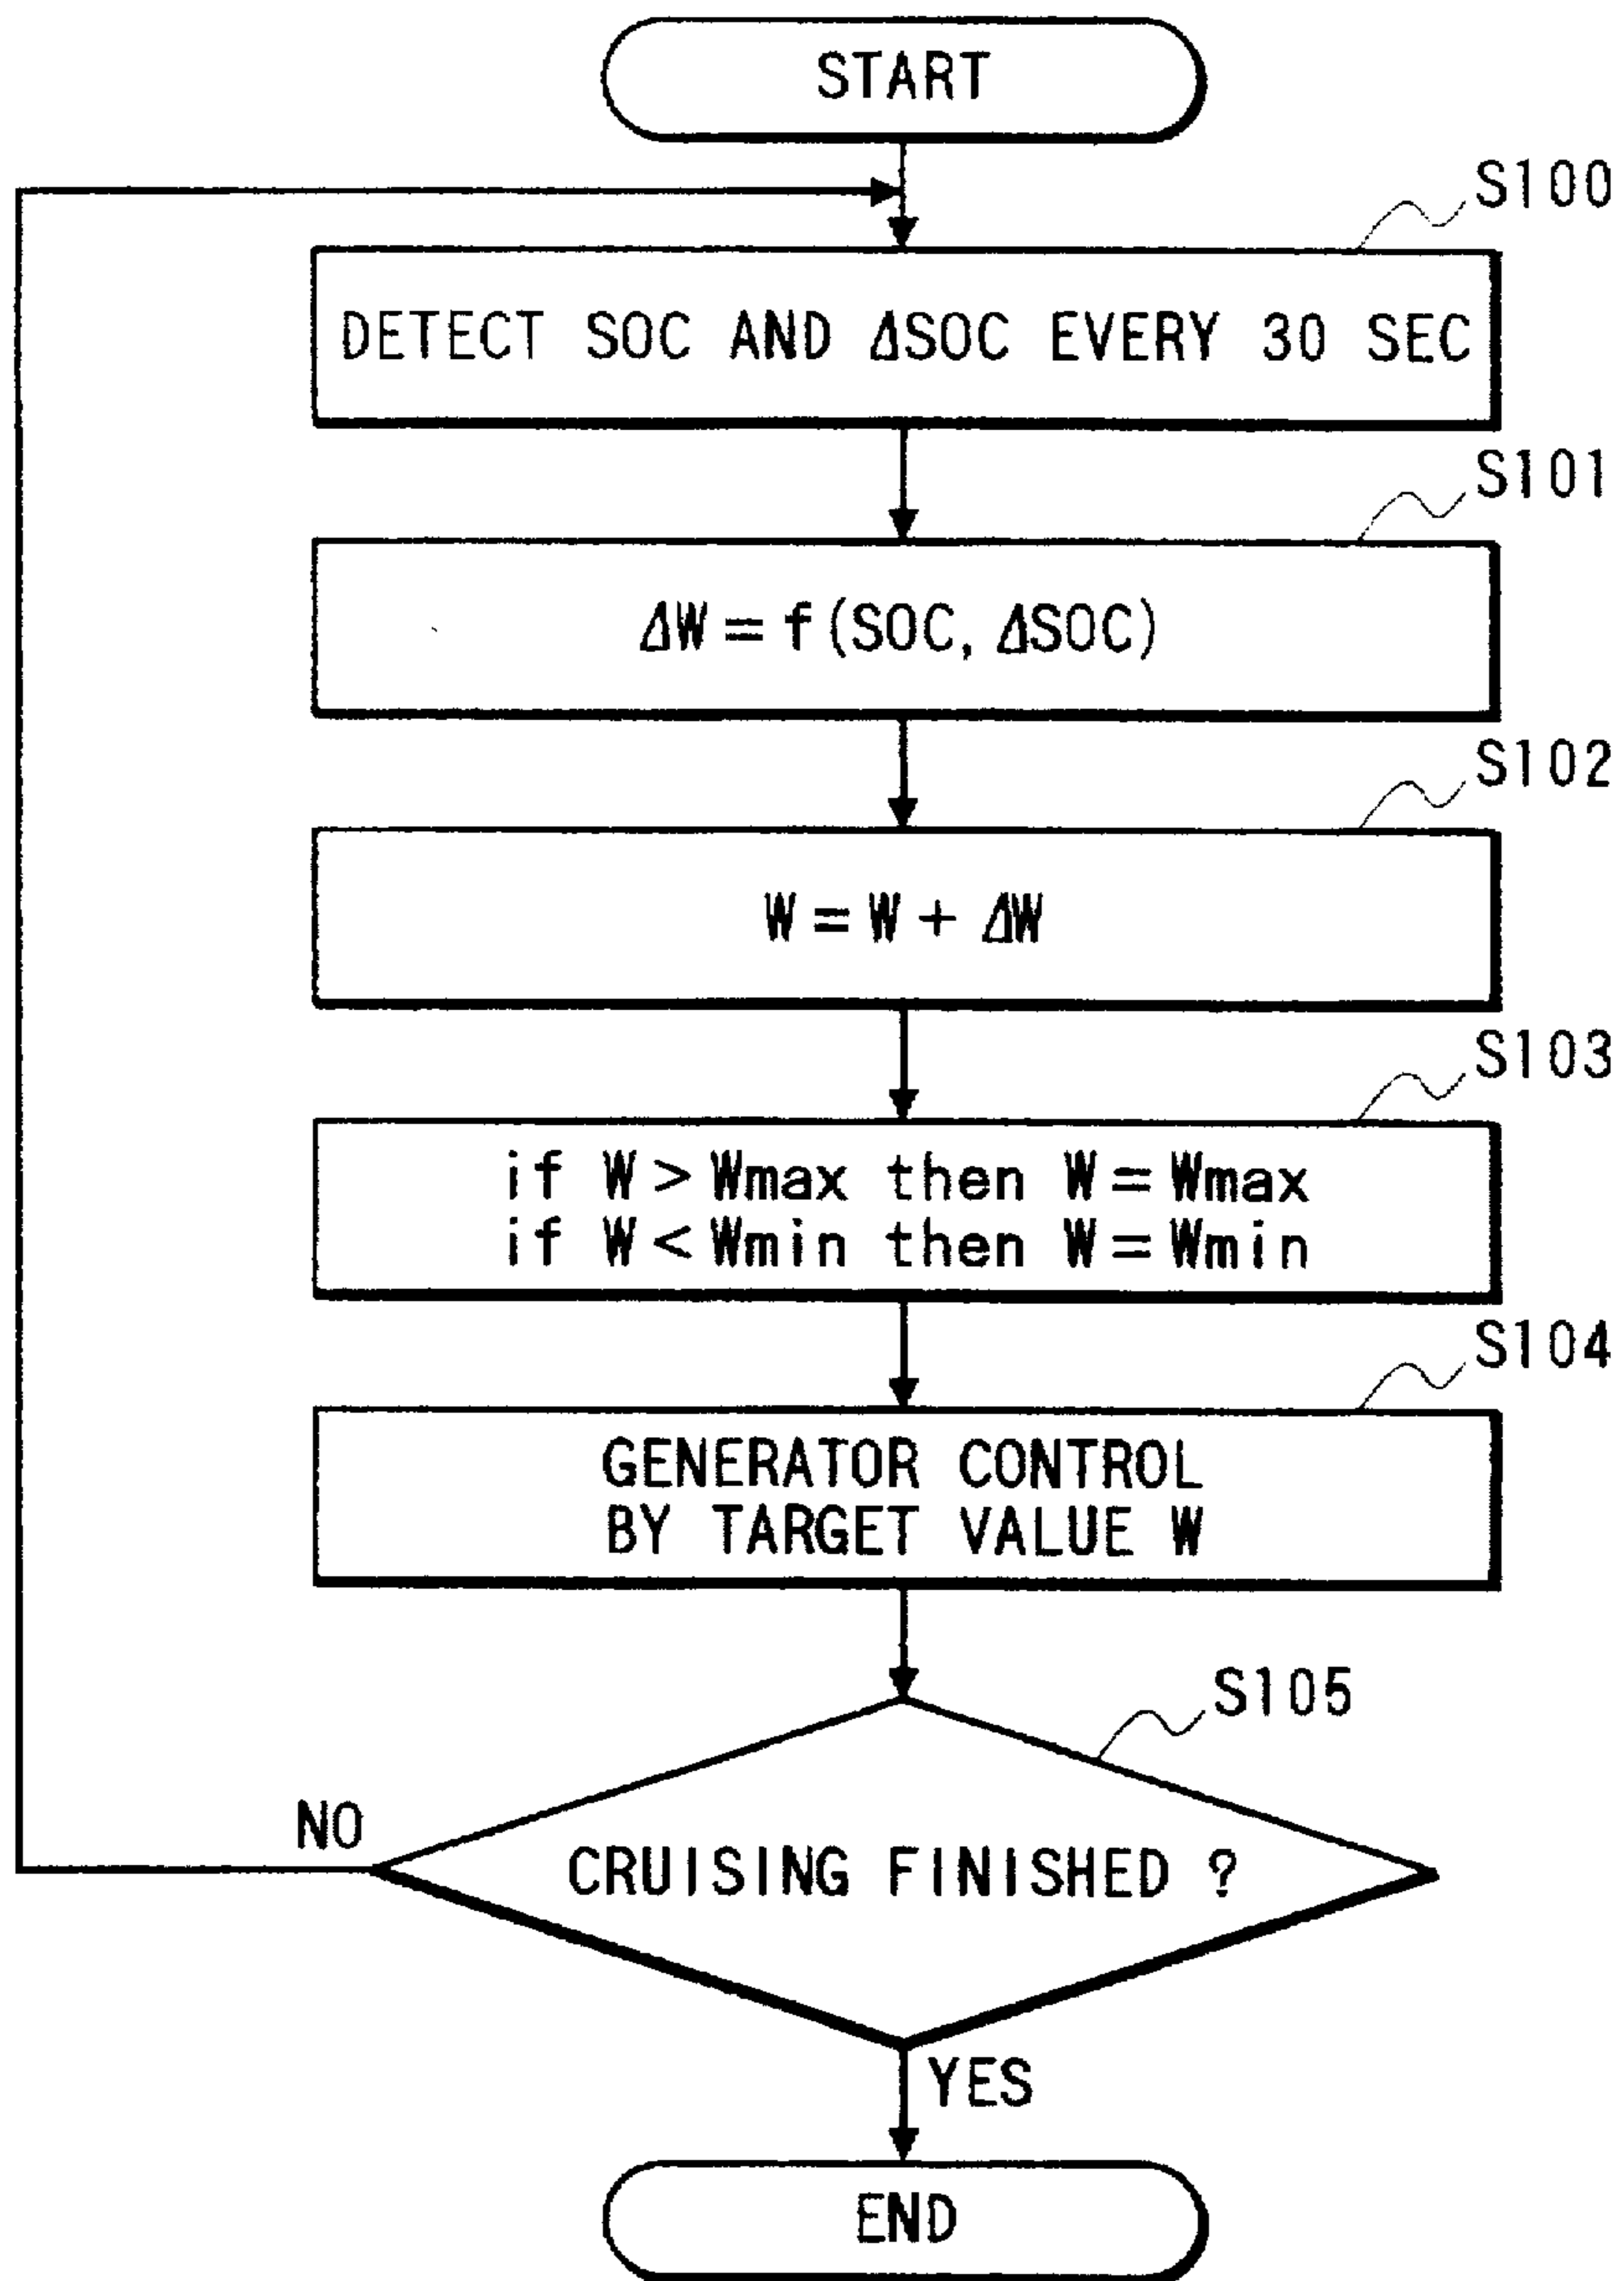 START
S100
DETECT SOC AND ΔSOC EVERY 30 SEC
S101
ΔW = f(SOC, ΔSOC)
S102
W = W + ΔW
S103
if W > Wmax then W = Wmax
if W < Wmin then W = Wmin
S104
GENERATOR CONTROL
BY TARGET VALUE W
S105
NO
CRUISING FINISHED ?
YES
END